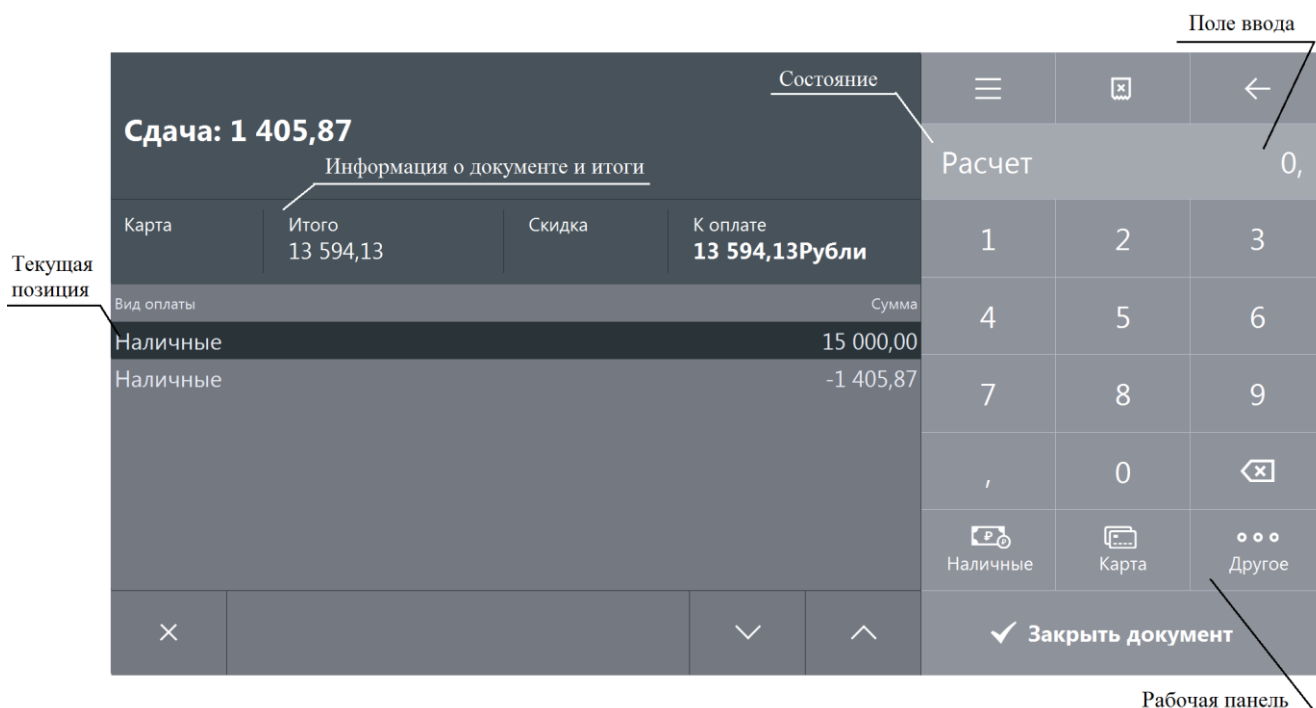 Поле ввода
Состояние
Сдача: 1 405,87
Информация о документе и итоги
Расчет 0,
Карта Итого Скидка К оплате
13 594,13 13 594,13Рубли
1 2 3
Текущая
позиция
Вид оплаты Сумма
4 5 6
Наличные 15 000,00
Наличные -1 405,87
7 8 9
, 0
Наличные Карта Другое
Закрыть документ
Рабочая панель